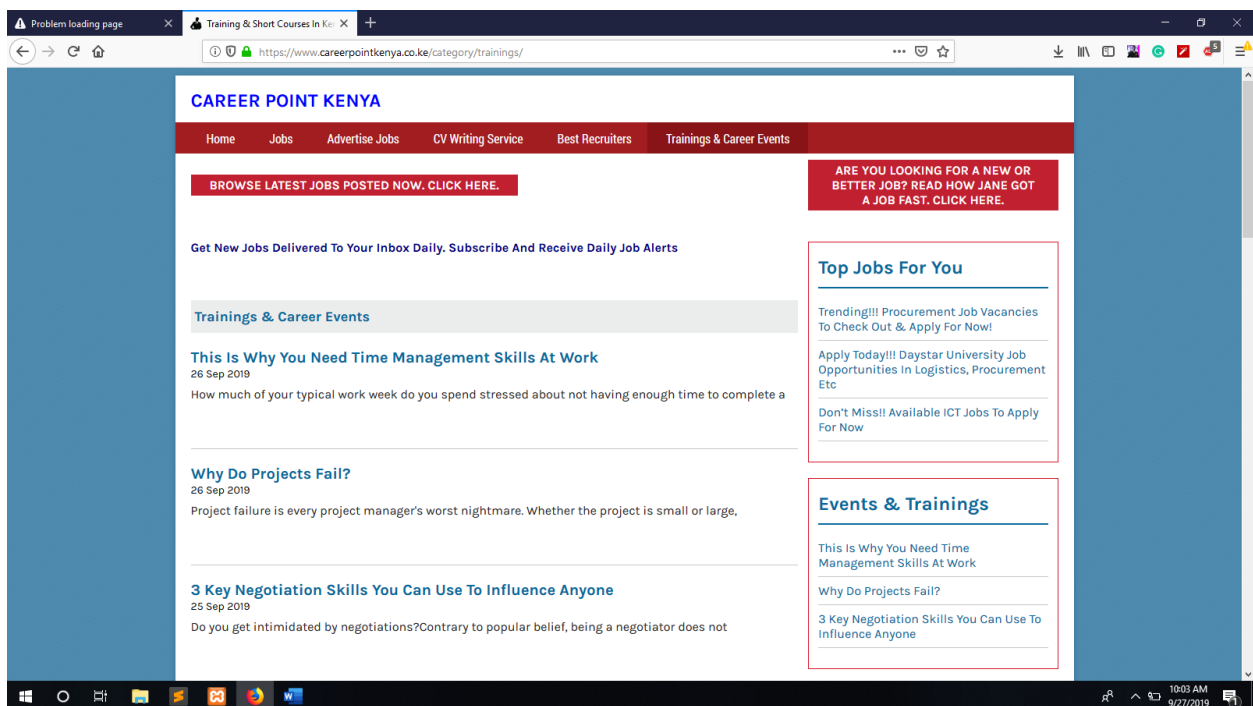 Problem loading page
Training & Short Courses In Ken
https://www.careerpointkenya.co.ke/category/trainings/
5
CAREER POINT KENYA
Home Jobs Advertise Jobs CV Writing Service Best Recruiters Trainings & Career Events
BROWSE LATEST JOBS POSTED NOW. CLICK HERE.
Get New Jobs Delivered To Your Inbox Daily. Subscribe And Receive Daily Job Alerts
Trainings & Career Events
This Is Why You Need Time Management Skills At Work
26 Sep 2019
How much of your typical work week do you spend stressed about not having enough time to complete a
Why Do Projects Fail?
26 Sep 2019
Project failure is every project manager's worst nightmare. Whether the project is small or large,
3 Key Negotiation Skills You Can Use To Influence Anyone
25 Sep 2019
Do you get intimidated by negotiations?Contrary to popular belief, being a negotiator does not
ARE YOU LOOKING FOR A NEW OR
BETTER JOB? READ HOW JANE GOT
A JOB FAST. CLICK HERE.
Top Jobs For You
Trending!!! Procurement Job Vacancies
To Check Out & Apply For Now!
Apply Today!!! Daystar University Job
Opportunities In Logistics, Procurement
Etc
Don't Miss!! Available ICT Jobs To Apply
For Now
Events & Trainings
This Is Why You Need Time
Management Skills At Work
Why Do Projects Fail?
3 Key Negotiation Skills You Can Use To
Influence Anyone
10:03 AM
9/27/2019